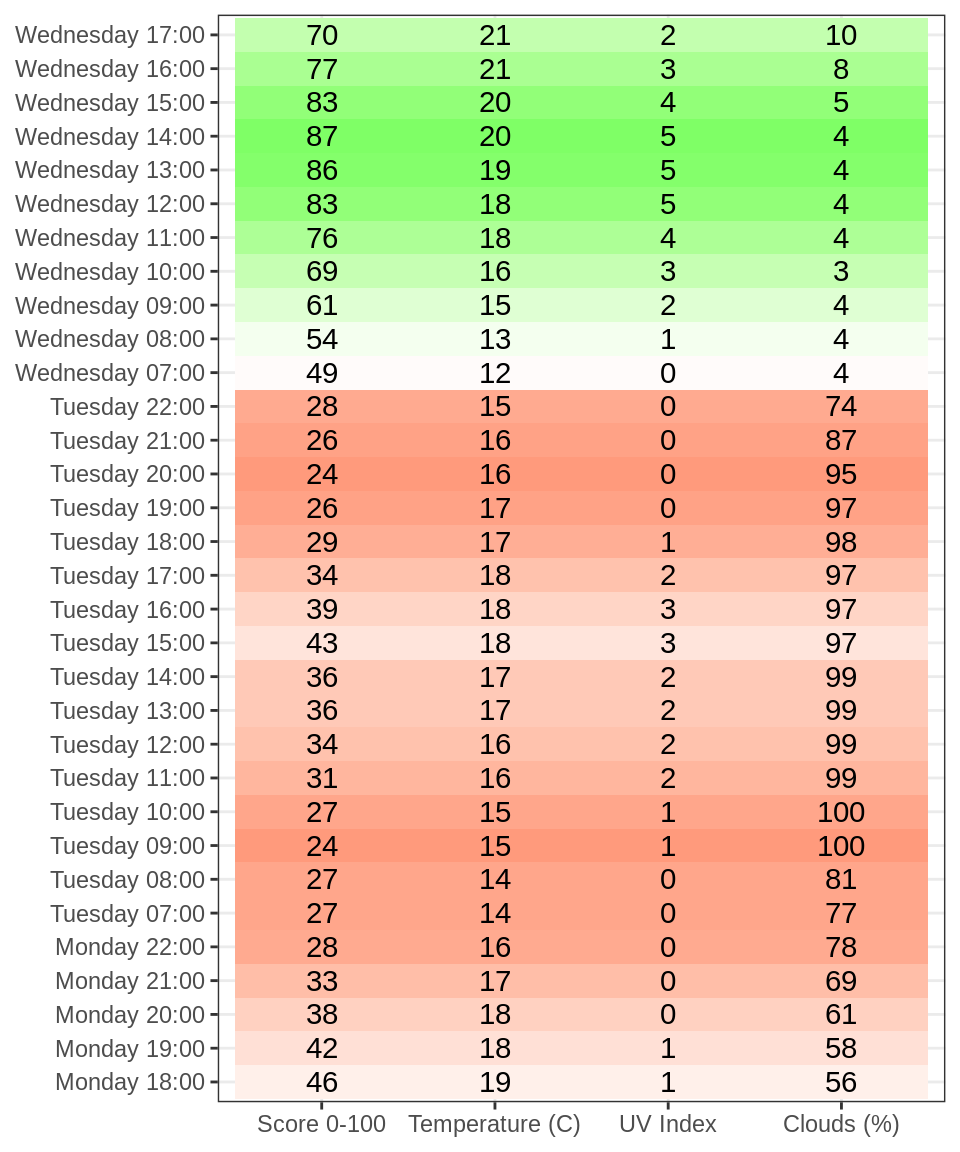 Wednesday 17:00 70 21 2 10
Wednesday 16:00 77 21 3 8
Wednesday 15:00 83 20 4 5
Wednesday 14:00 87 20 5 4
Wednesday 13:00 86 19 5 4
Wednesday 12:00 83 18 5 4
Wednesday 11:00 76 18 4 4
Wednesday 10:00 69 16 3 3
Wednesday 09:00 61 15 2 4
Wednesday 08:00 54 13 1 4
Wednesday 07:00 49 12 0 4
Tuesday 22:00 28 15 0 74
Tuesday 21:00 26 16 0 87
Tuesday 20:00 24 16 0 95
Tuesday 19:00 26 17 0 97
Tuesday 18:00 29 17 1 98
Tuesday 17:00 34 18 2 97
Tuesday 16:00 39 18 3 97
Tuesday 15:00 43 18 3 97
Tuesday 14:00 36 17 2 99
Tuesday 13:00 36 17 2 99
Tuesday 12:00 34 16 2 99
Tuesday 11:00 31 16 2 99
Tuesday 10:00 27 15 1 100
Tuesday 09:00 24 15 1 100
Tuesday 08:00 27 14 0 81
Tuesday 07:00 27 14 0 77
Monday 22:00 28 16 0 78
Monday 21:00 33 17 0 69
Monday 20:00 38 18 0 61
Monday 19:00 42 18 1 58
Monday 18:00 46 19 1 56
Score 0-100 Temperature (C) UV Index Clouds (%)